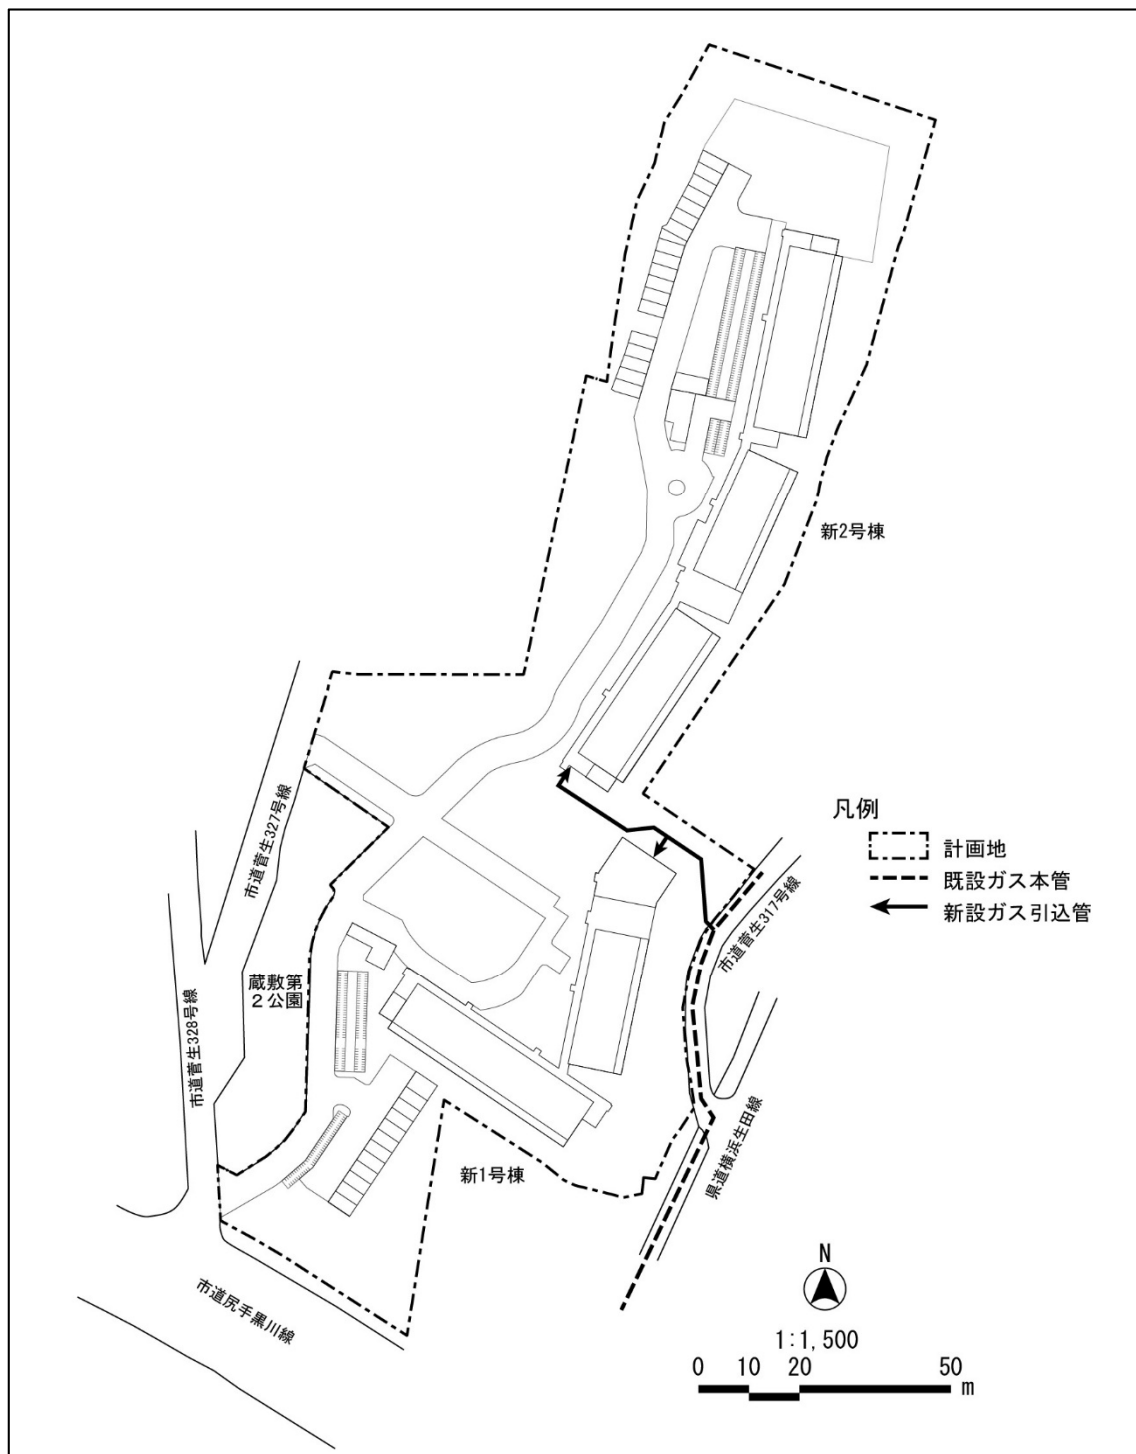 新2号棟
凡例
計画地
既設ガス本管
新設ガス引込管
市道菅生327号線
市道菅生317号線
蔵敷第
2公園
市道菅生328号線
新1号棟
県道横浜生田線
市道尻手黒川線
N
1:1,500
0 10 20 50
m